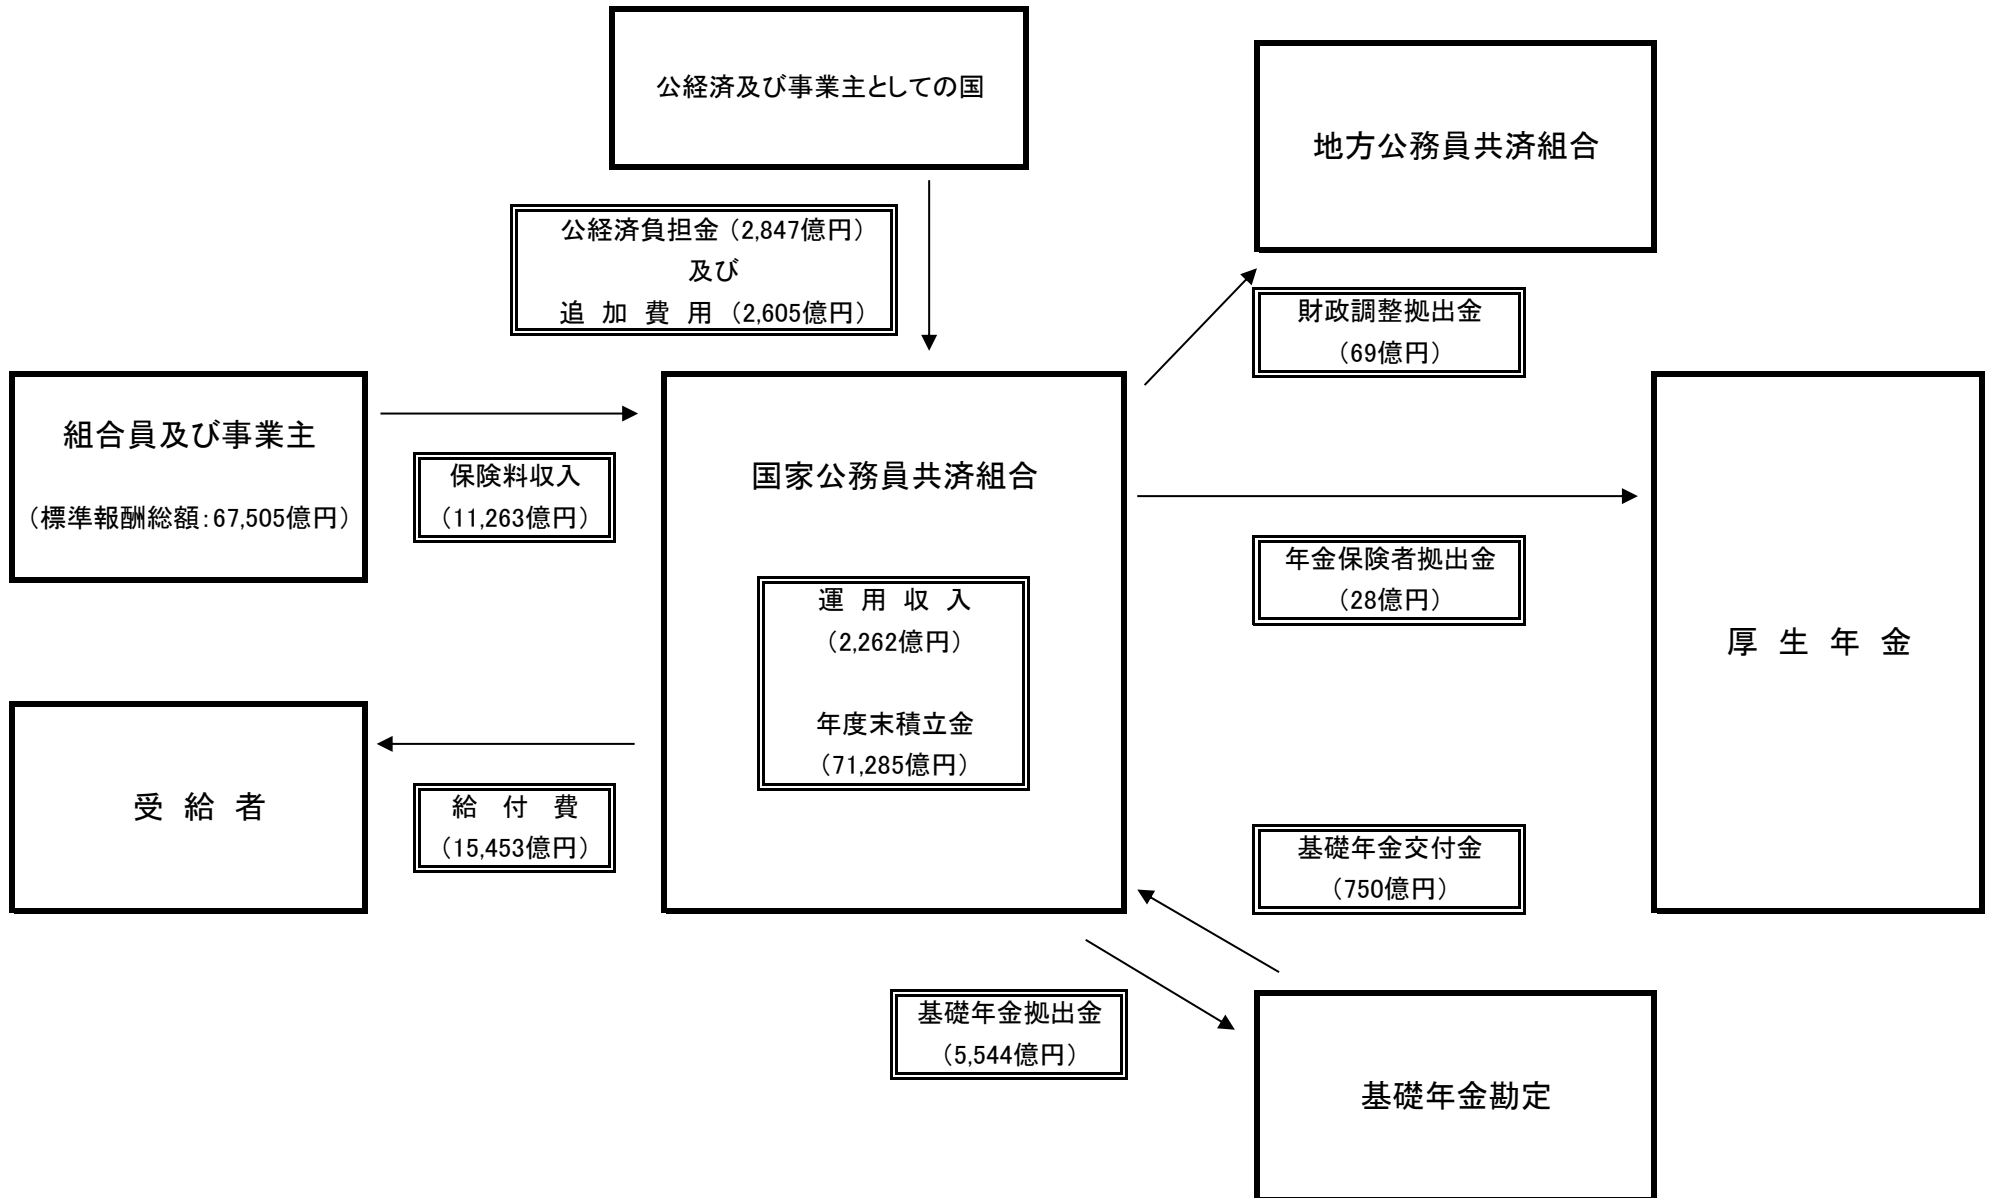 公経済及び事業主としての国
地方公務員共済組合
公経済負担金（2,847億円）
及び
追　加　費　用　（2,605億円）
財政調整拠出金
（69億円）
組合員及び事業主
（標準報酬総額：67,505億円）
保険料収入
（11,263億円）
国家公務員共済組合
年金保険者拠出金
（28億円）
運　用　収　入
（2,262億円）
年度末積立金
（71,285億円）
厚　生　年　金
受　給　者
給　付　費
（15,453億円）
基礎年金交付金
（750億円）
基礎年金拠出金
（5,544億円）
基礎年金勘定